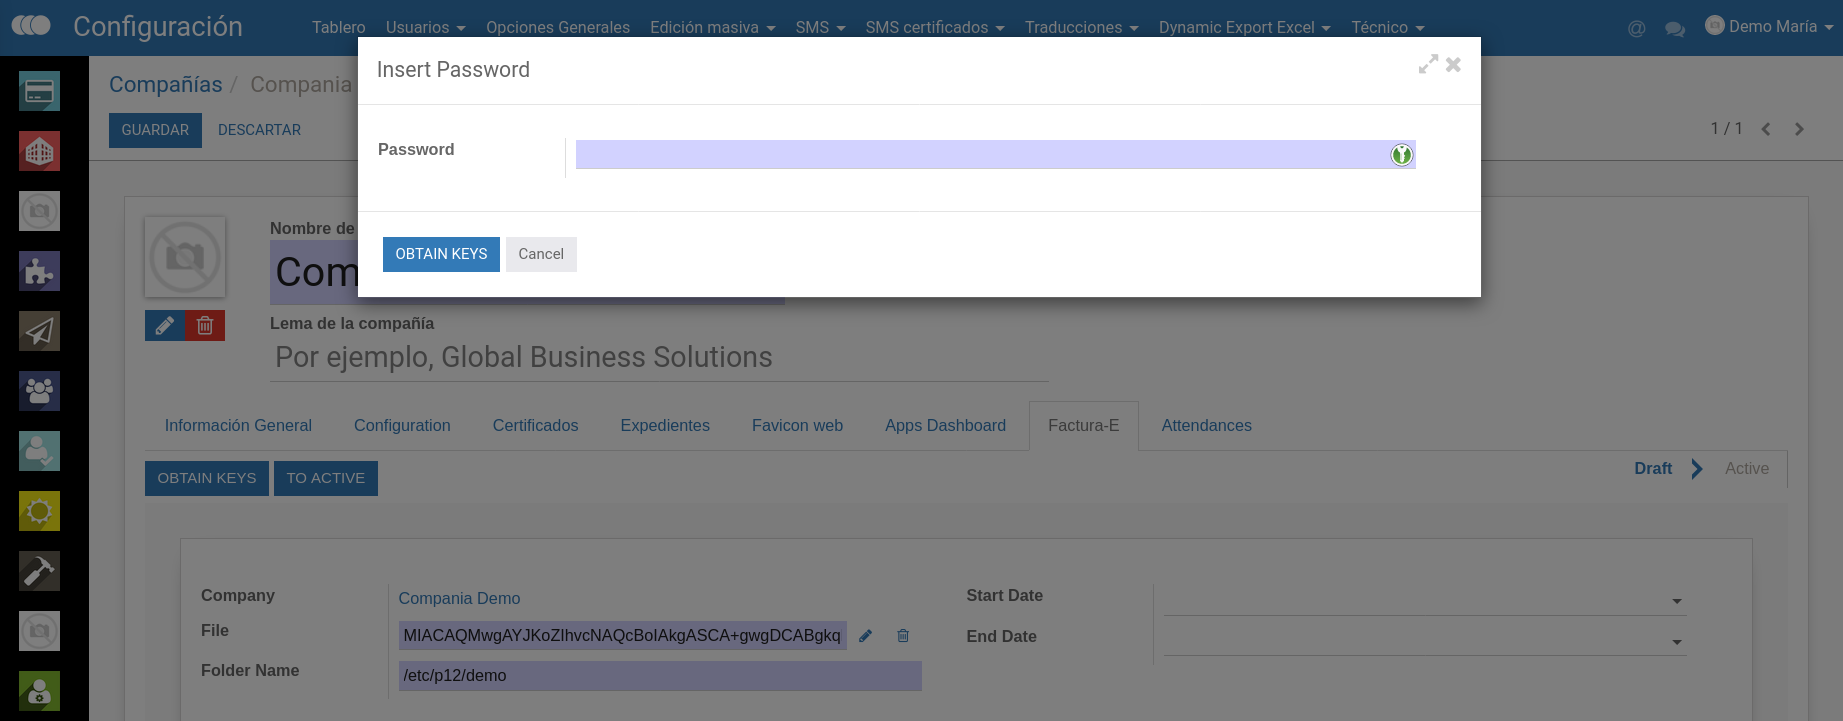 Configuración
Tablero Usuarios Opciones Generales Edición masiva SMS SMS certificados Traducciones Dynamic Export Excel Técnico @ Demo María
Insert Password
Compañías / Compania
GUARDAR DESCARTAR
1 / 1
Password
Nombre de
Com
OBTAIN KEYS Cancel
Lema de la compañía
Por ejemplo, Global Business Solutions
Información General Configuration Certificados Expedientes Favicon web Apps Dashboard Factura-E Attendances
OBTAIN KEYS TO ACTIVE
Draft Active
Company Compania Demo Start Date
File MIACAQMwgAYJKoZIhvcNAQcBoIAkgASCA+gwgDCABgkq End Date
Folder Name /etc/p12/demo